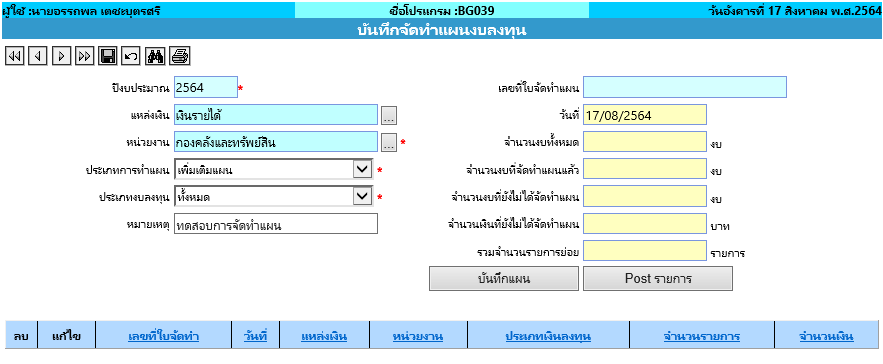 ผู้ใช้ :นายอรรถพล เตชะบุตรศรี ชื่อโปรแกรม :BG039 วันอังคารที่ 17 สิงหาคม พ.ศ.2564
บันทึกจัดทำแผนงบลงทุน
ปีงบประมาณ 2564 * เลขที่ใบจัดทำแผน
แหล่งเงิน เงินรายได้ ... วันที่ 17/08/2564
หน่วยงาน กองคลังและทรัพย์สิน ... * จำนวนงบทั้งหมด งบ
ประเภทการทำแผน เพิ่มเติมแผน * จำนวนงบที่จัดทำแผนแล้ว งบ
ประเภทงบลงทุน ทั้งหมด * จำนวนงบที่ยังไม่ได้จัดทำแผน งบ
หมายเหตุ ทดสอบการจัดทำแผน จำนวนเงินที่ยังไม่ได้จัดทำแผน บาท
รวมจำนวนรายการย่อย รายการ
บันทึกแผน Post รายการ
ลบ แก้ไข เลขที่ใบจัดทำ วันที่ แหล่งเงิน หน่วยงาน ประเภทเงินลงทุน จำนวนรายการ จำนวนเงิน